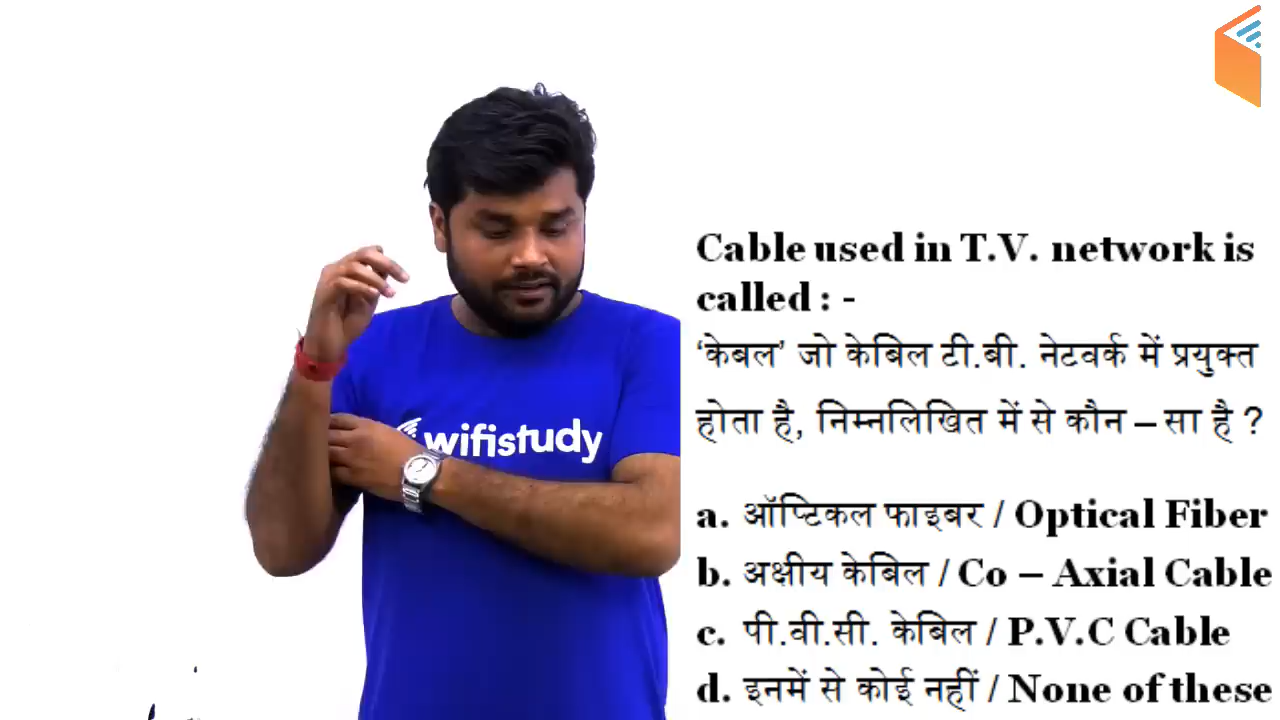 Cable used in T.V. network is
called : -
‘केबल’ जो केबिल टी.बी. नेटवर्क में प्रयुक्त
होता है, निम्नलिखित में से कौन – सा है ?
a. ऑप्टिकल फाइबर / Optical Fiber
b. अक्षीय केबिल / Co – Axial Cable
c. पी.वी.सी. केबिल / P.V.C Cable
d. इनमें से कोई नहीं / None of these
wifistudy